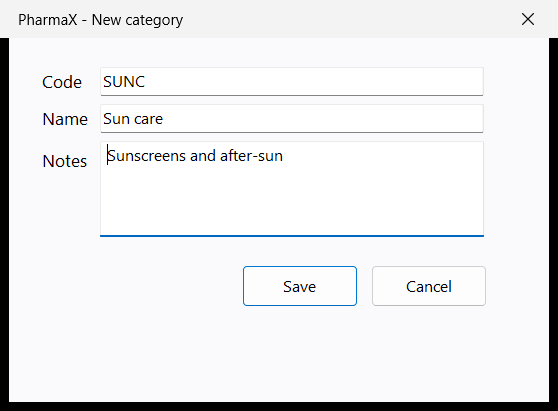 PharmaX - New category
Code SUNC
Name Sun care
Notes Sunscreens and after-sun
Save Cancel